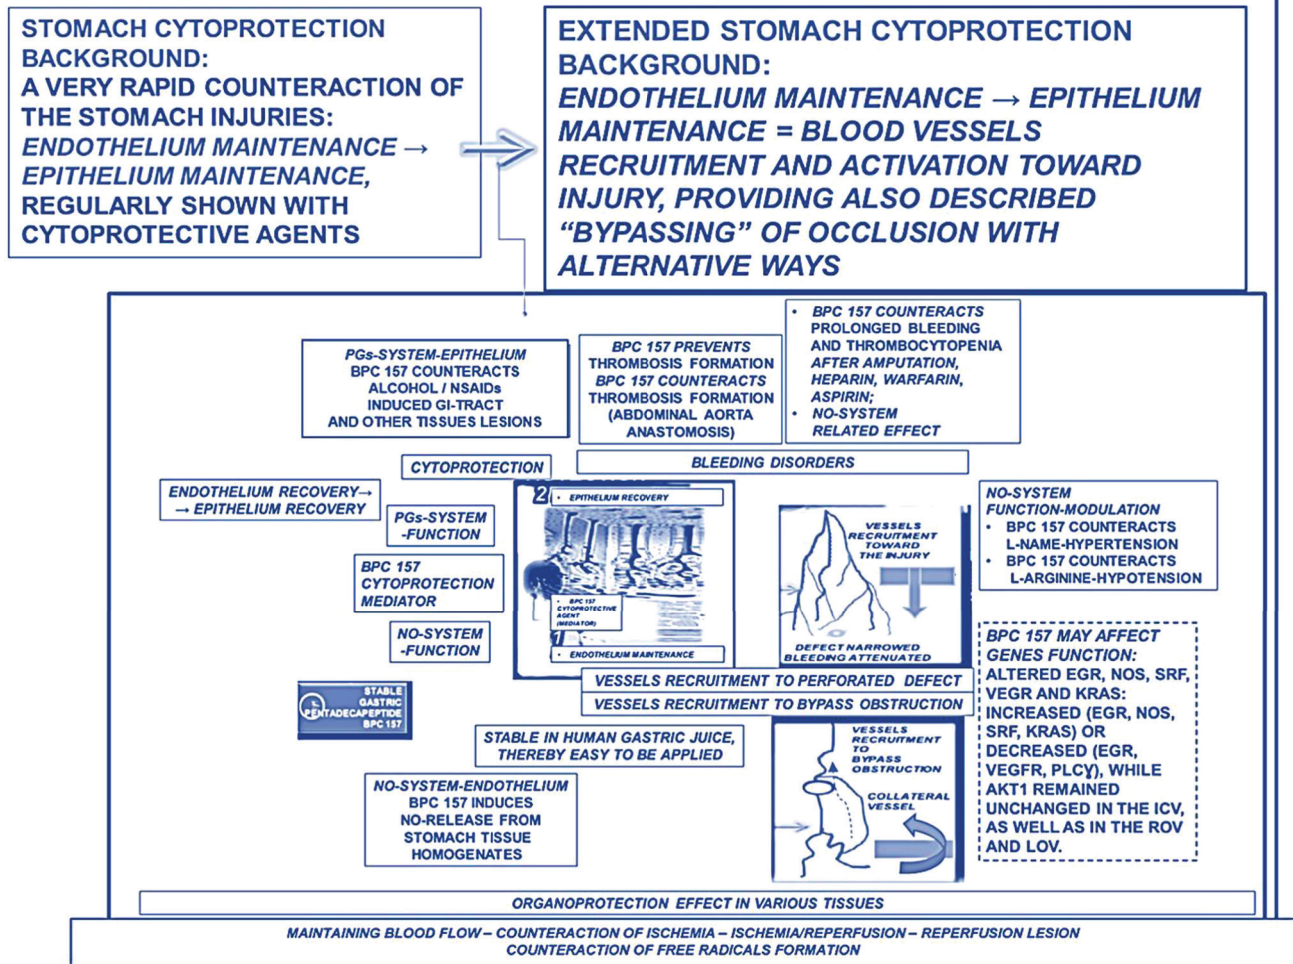 STOMACH CYTOPROTECTION
BACKGROUND:
A VERY RAPID COUNTERACTION OF
THE STOMACH INJURIES:
ENDOTHELIUM MAINTENANCE →
EPITHELIUM MAINTENANCE,
REGULARLY SHOWN WITH
CYTOPROTECTIVE AGENTS
EXTENDED STOMACH CYTOPROTECTION
BACKGROUND:
ENDOTHELIUM MAINTENANCE → EPITHELIUM
MAINTENANCE = BLOOD VESSELS
RECRUITMENT AND ACTIVATION TOWARD
INJURY, PROVIDING ALSO DESCRIBED
“BYPASSING” OF OCCLUSION WITH
ALTERNATIVE WAYS
PGs-SYSTEM-EPITHELIUM
BPC 157 COUNTERACTS
ALCOHOL / NSAIDs
INDUCED GI-TRACT
AND OTHER TISSUES LESIONS
BPC 157 PREVENTS
THROMBOSIS FORMATION
BPC 157 COUNTERACTS
THROMBOSIS FORMATION
(ABDOMINAL AORTA
ANASTOMOSIS)
• BPC 157 COUNTERACTS
PROLONGED BLEEDING
AND THROMBOCYTOPENIA
AFTER AMPUTATION,
HEPARIN, WARFARIN,
ASPIRIN;
• NO-SYSTEM
RELATED EFFECT
CYTOPROTECTION
BLEEDING DISORDERS
ENDOTHELIUM RECOVERY→
→ EPITHELIUM RECOVERY
PGs-SYSTEM
-FUNCTION
BPC 157
CYTOPROTECTION
MEDIATOR
NO-SYSTEM
-FUNCTION
2
• EPITHELIUM RECOVERY
• BPC 157
CYTOPROTECTIVE
AGENT
(MEDIATOR)
1
• ENDOTHELIUM MAINTENANCE
VESSELS
RECRUITMENT
TOWARD
THE INJURY
DEFECT NARROWED
BLEEDING ATTENUATED
NO-SYSTEM
FUNCTION-MODULATION
• BPC 157 COUNTERACTS
L-NAME-HYPERTENSION
• BPC 157 COUNTERACTS
L-ARGININE-HYPOTENSION
BPC 157 MAY AFFECT
GENES FUNCTION:
ALTERED EGR, NOS, SRF,
VEGR AND KRAS:
INCREASED (EGR, NOS,
SRF, KRAS) OR
DECREASED (EGR,
VEGFR, PLCɣ), WHILE
AKT1 REMAINED
UNCHANGED IN THE ICV,
AS WELL AS IN THE ROV
AND LOV.
VESSELS RECRUITMENT TO PERFORATED DEFECT
VESSELS RECRUITMENT TO BYPASS OBSTRUCTION
STABLE
GASTRIC
PENTADECAPEPTIDE
BPC 157
STABLE IN HUMAN GASTRIC JUICE,
THEREBY EASY TO BE APPLIED
VESSELS
RECRUITMENT
TO
BYPASS
OBSTRUCTION
COLLATERAL
VESSEL
NO-SYSTEM-ENDOTHELIUM
BPC 157 INDUCES
NO-RELEASE FROM
STOMACH TISSUE
HOMOGENATES
ORGANOPROTECTION EFFECT IN VARIOUS TISSUES
MAINTAINING BLOOD FLOW – COUNTERACTION OF ISCHEMIA – ISCHEMIA/REPERFUSION – REPERFUSION LESION
COUNTERACTION OF FREE RADICALS FORMATION